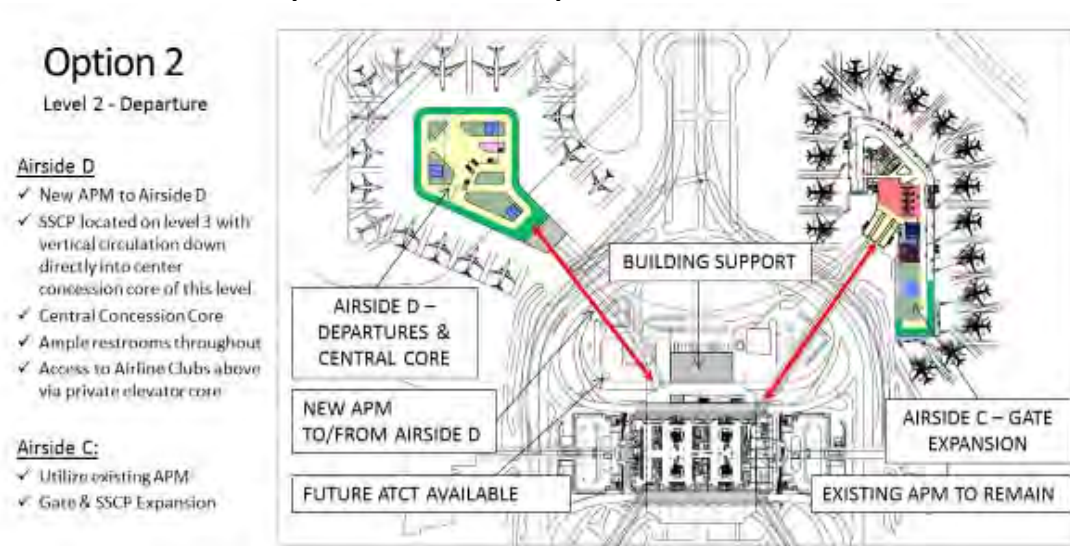 Option 2
Level 2 - Departure
Airside D
✓ New APM to Airside D
✓ SSCP located on level 3 with
vertical circulation down
directly into center
concession core of this level
✓ Central Concession Core
✓ Ample restrooms throughout
✓ Access to Airline Clubs above
via private elevator core
Airside C:
✓ Utilize existing APM
✓ Gate & SSCP Expansion
BUILDING SUPPORT
AIRSIDE D –
DEPARTURES &
CENTRAL CORE
NEW APM
TO/FROM AIRSIDE D
FUTURE ATCT AVAILABLE
AIRSIDE C – GATE
EXPANSION
EXISTING APM TO REMAIN